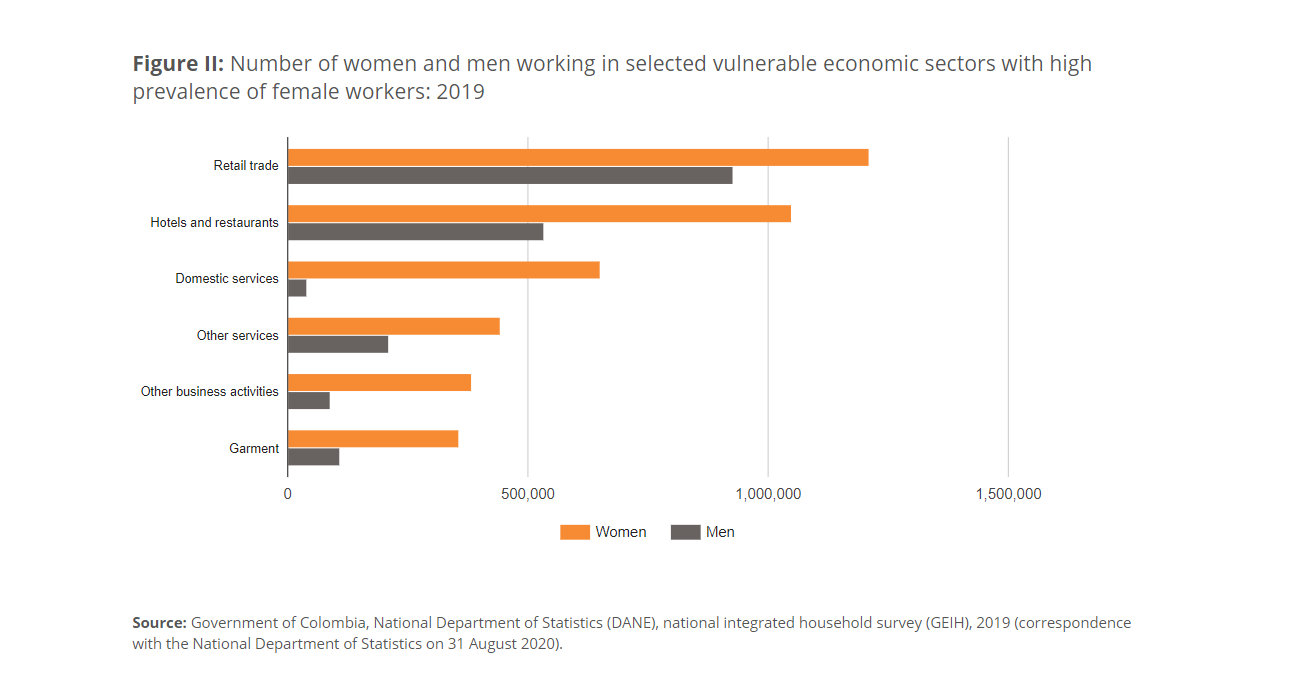 Figure II: Number of women and men working in selected vulnerable economic sectors with high
prevalence of female workers: 2019
Retail trade
Hotels and restaurants
Domestic services
Other services
Other business activities
Garment
0
500,000
1,000,000
1,500,000
Women
Men
Source: Government of Colombia, National Department of Statistics (DANE), national integrated household survey (GEIH), 2019 (correspondence
with the National Department of Statistics on 31 August 2020).